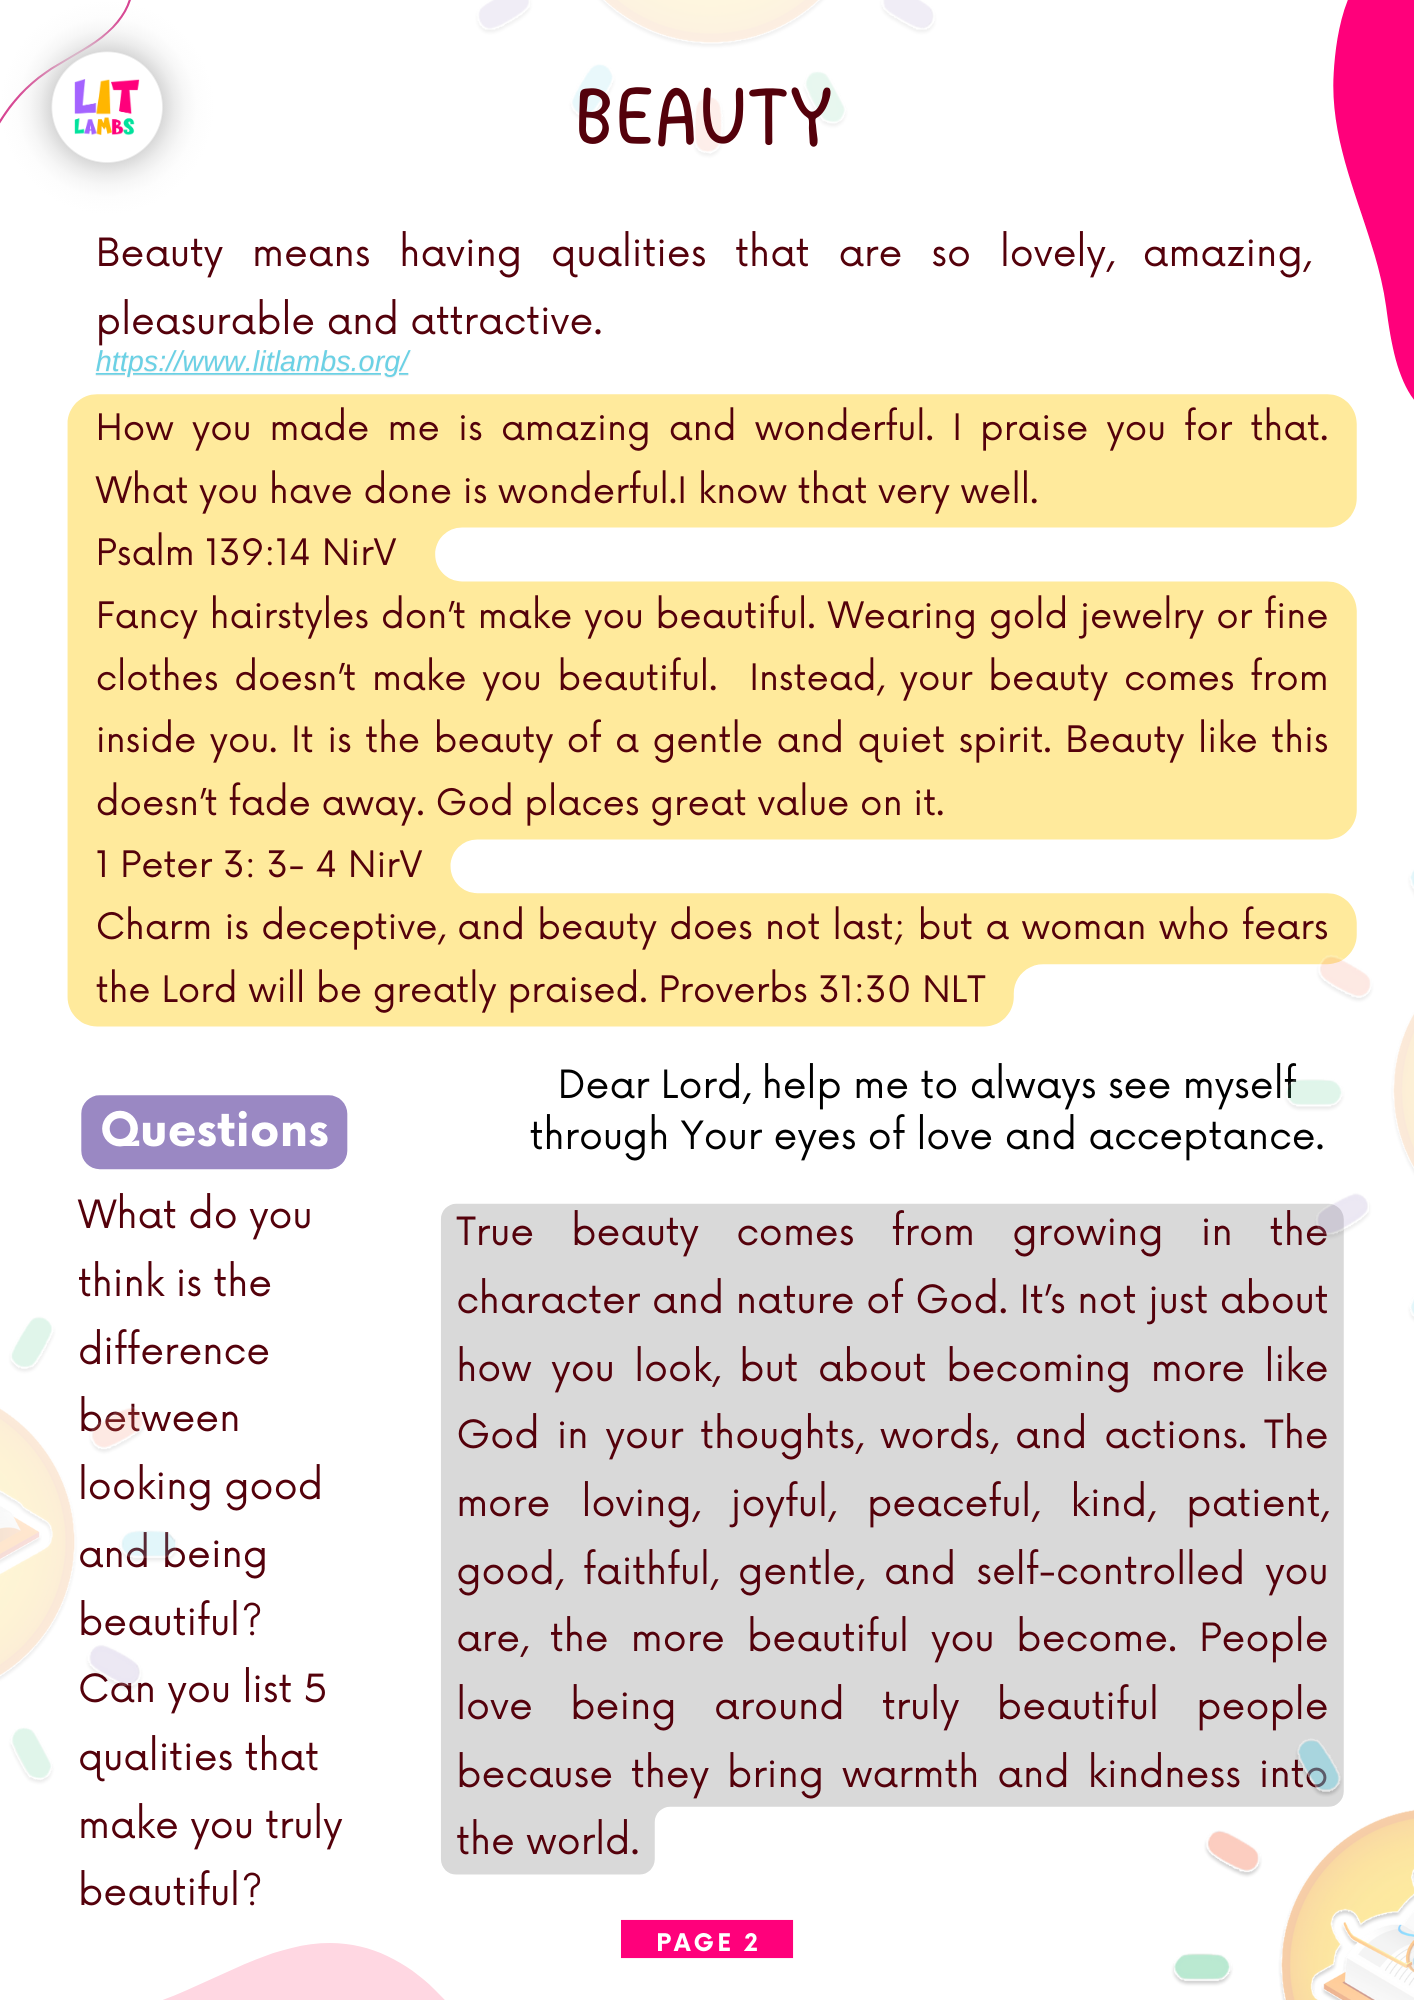 LIT
LAMBS
BEAUTY
Beauty means having qualities that are so lovely, amazing,
pleasurable and attractive.
https://www.litlambs.org/
How you made me is amazing and wonderful. I praise you for that.
What you have done is wonderful.I know that very well.
Psalm 139:14 NirV
Fancy hairstyles don’t make you beautiful. Wearing gold jewelry or fine
clothes doesn’t make you beautiful. Instead, your beauty comes from
inside you. It is the beauty of a gentle and quiet spirit. Beauty like this
doesn’t fade away. God places great value on it.
1 Peter 3: 3- 4 NirV
Charm is deceptive, and beauty does not last; but a woman who fears
the Lord will be greatly praised. Proverbs 31:30 NLT
Dear Lord, help me to always see myself
through Your eyes of love and acceptance.
Questions
What do you
think is the
difference
between
looking good
and being
beautiful?
Can you list 5
qualities that
make you truly
beautiful?
True beauty comes from growing in the
character and nature of God. It’s not just about
how you look, but about becoming more like
God in your thoughts, words, and actions. The
more loving, joyful, peaceful, kind, patient,
good, faithful, gentle, and self-controlled you
are, the more beautiful you become. People
love being around truly beautiful people
because they bring warmth and kindness into
the world.
PAGE 2